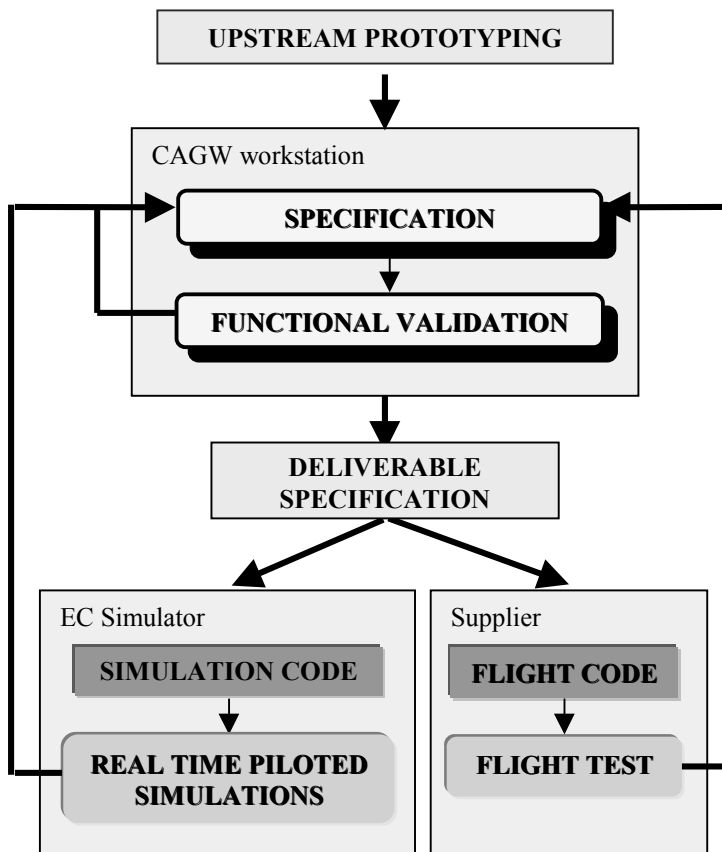 UPSTREAM PROTOTYPING
CAGW workstation
SPECIFICATION
FUNCTIONAL VALIDATION
DELIVERABLE
SPECIFICATION
EC Simulator
SIMULATION CODE
REAL TIME PILOTED
SIMULATIONS
Supplier
FLIGHT CODE
FLIGHT TEST